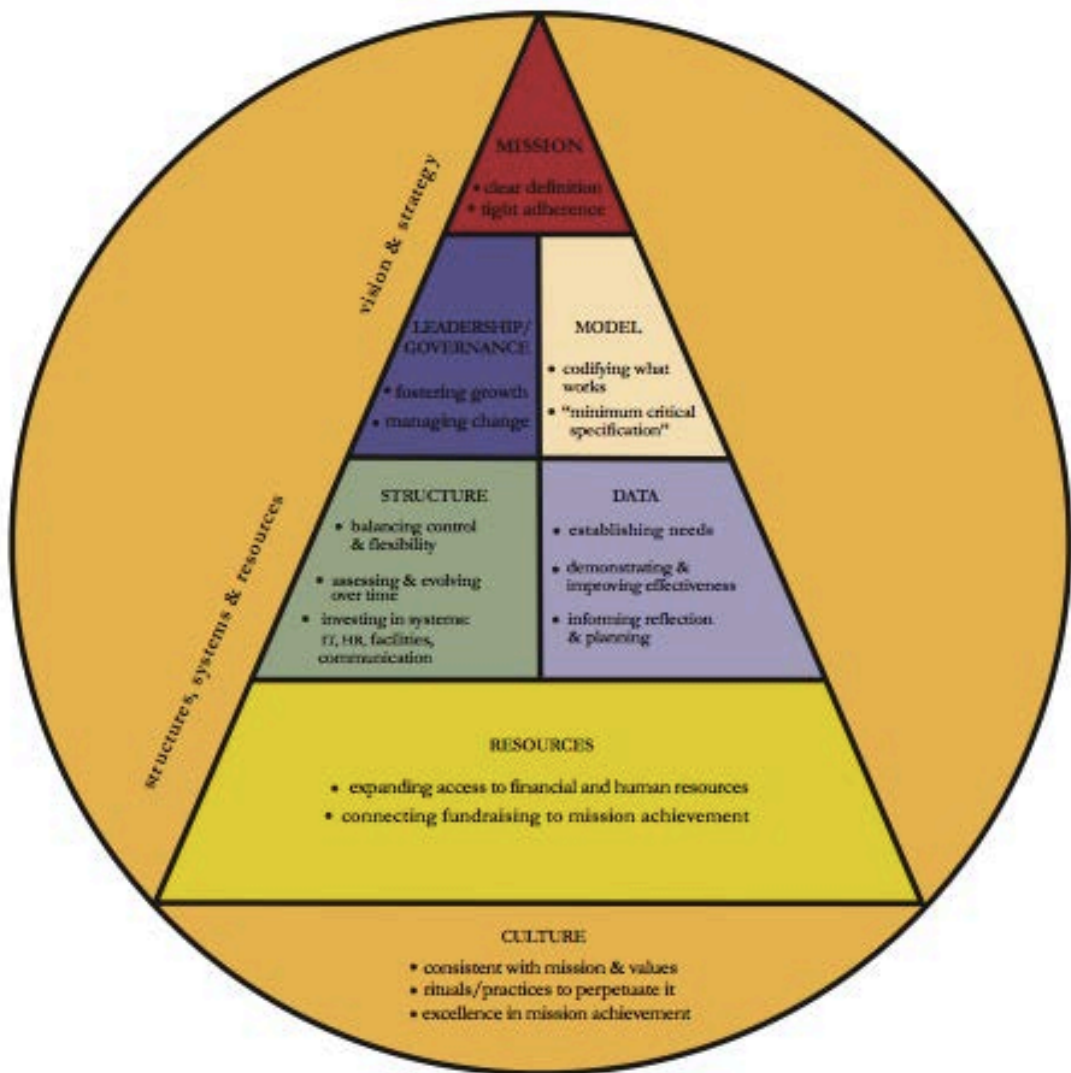 MISSION
• clear definition
• tight adherence
vision & strategy
LEADERSHIP/
GOVERNANCE
• fostering growth
• managing change
MODEL
• codifying what
works
• “minimum critical
specification”
structures, systems & resources
STRUCTURE
• balancing control
& flexibility
• assessing & evolving
over time
• investing in systems:
IT, HR, facilities,
communication
DATA
• establishing needs
• demonstrating &
improving effectiveness
• informing reflection
& planning
RESOURCES
• expanding access to financial and human resources
• connecting fundraising to mission achievement
CULTURE
• consistent with mission & values
• rituals/practices to perpetuate it
• excellence in mission achievement